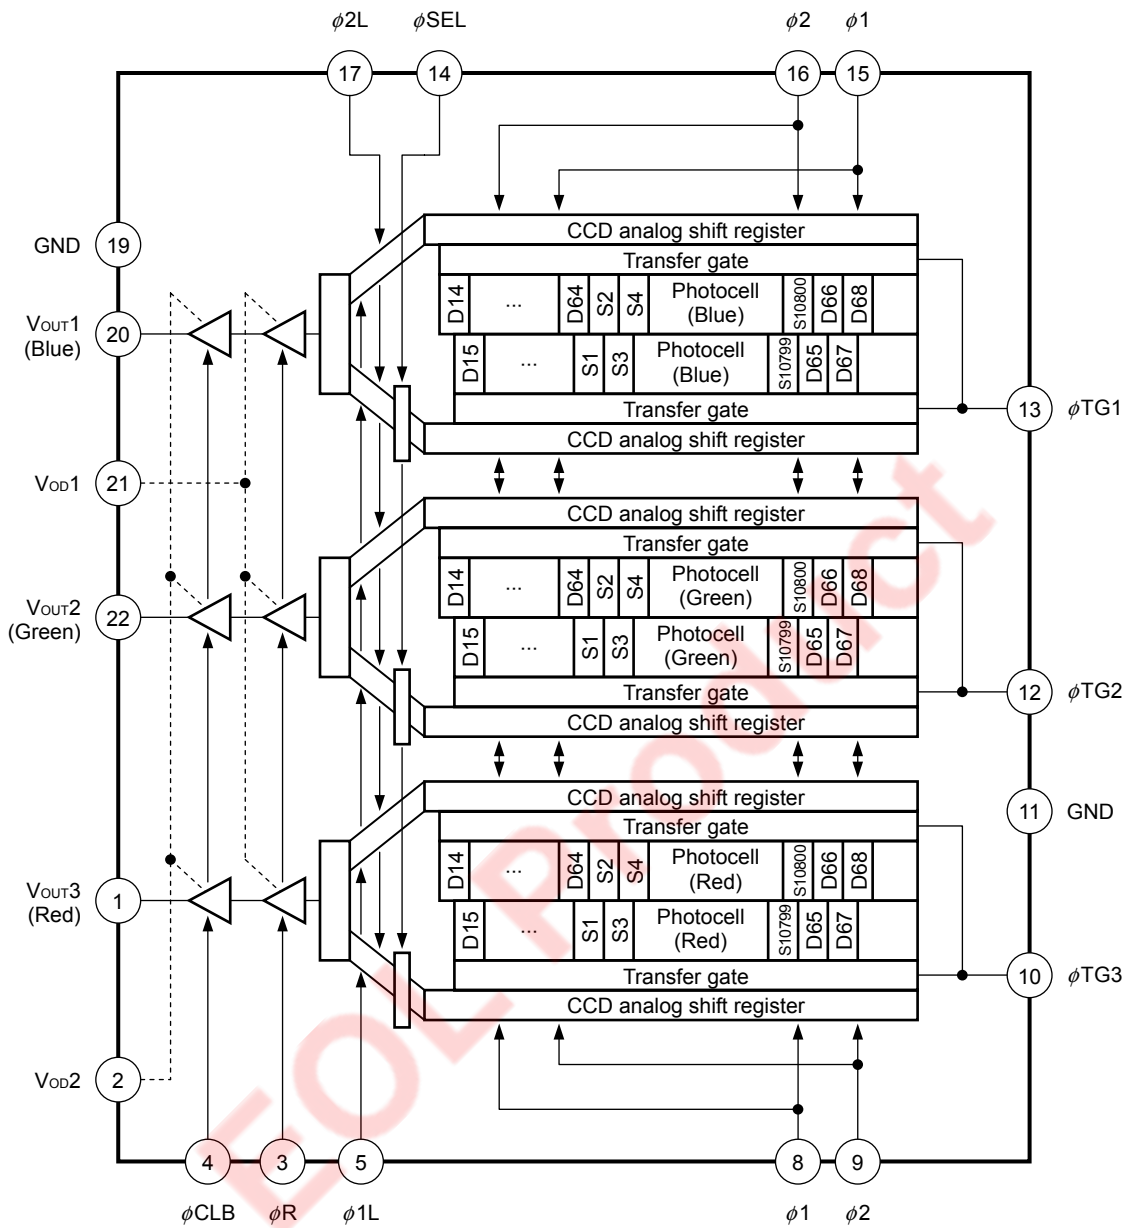 ϕ2L
ϕSEL
ϕ2
ϕ1
17
14
16
15
GND
19
CCD analog shift register
Transfer gate
D14
...
D64
S2
S4
Photocell
(Blue)
S10800
D66
D68
VOUT1
(Blue)
20
D15
...
S1
S3
Photocell
(Blue)
S10799
D65
D67
Transfer gate
13
ϕTG1
CCD analog shift register
VOD1
21
CCD analog shift register
Transfer gate
D14
...
D64
S2
S4
Photocell
(Green)
S10800
D66
D68
VOUT2
(Green)
22
D15
...
S1
S3
Photocell
(Green)
S10799
D65
D67
Transfer gate
12
ϕTG2
CCD analog shift register
CCD analog shift register
11
GND
Transfer gate
D14
...
D64
S2
S4
Photocell
(Red)
S10800
D66
D68
VOUT3
(Red)
1
D15
...
S1
S3
Photocell
(Red)
S10799
D65
D67
Transfer gate
10
ϕTG3
CCD analog shift register
VOD2
2
4
3
5
8
9
ϕCLB
ϕR
ϕ1L
ϕ1
ϕ2
EOL Product